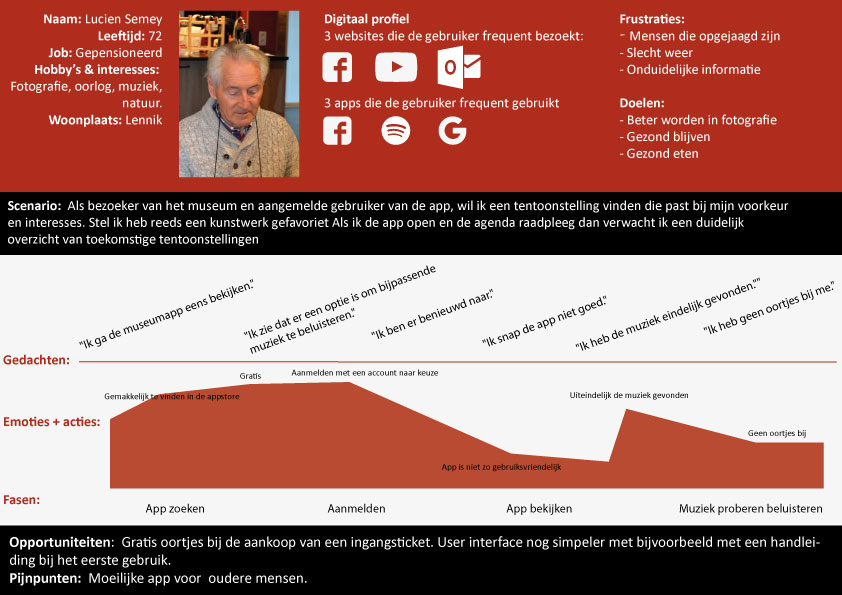 Naam: Lucien Semey
Leeftijd: 72
Job: Gepensioneerd
Hobby's & interesses:
Fotografie, oorlog, muziek,
natuur.
Woonplaats: Lennik
Digitaal profiel
3 websites die de gebruiker frequent bezoekt:
3 apps die de gebruiker frequent gebruikt
Frustraties:
- Mensen die opgejaagd zijn
- Slecht weer
- Onduidelijke informatie
Doelen:
- Beter worden in fotografie
- Gezond blijven
- Gezond eten
Scenario: Als bezoeker van het museum en aangemelde gebruiker van de app, wil ik een tentoonstelling vinden die past bij mijn voorkeur
en interesses. Stel ik heb reeds een kunstwerk gefavoriet Als ik de app open en de agenda raadpleeg dan verwacht ik een duidelijk
overzicht van toekomstige tentoonstellingen
Gedachten:
"Ik ga de museumapp eens bekijken."
"Ik zie dat er een optie is om bijpassende
muziek te beluisteren."
"Ik ben er benieuwd naar."
"Ik snap de app niet goed."
"Ik heb de muziek eindelijk gevonden.""
"Ik heb geen oortjes bij me."
Emoties + acties:
Gemakkelijk te vinden in de appstore
Gratis
Aanmelden met een account naar keuze
App is niet zo gebruiksvriendelijk
Uiteindelijk de muziek gevonden
Geen oortjes bij
Fasen:
App zoeken
Aanmelden
App bekijken
Muziek proberen beluisteren
Opportuniteiten: Gratis oortjes bij de aankoop van een ingangsticket. User interface nog simpeler met bijvoorbeeld met een handlei-
ding bij het eerste gebruik.
Pijnpunten: Moeilijke app voor oudere mensen.